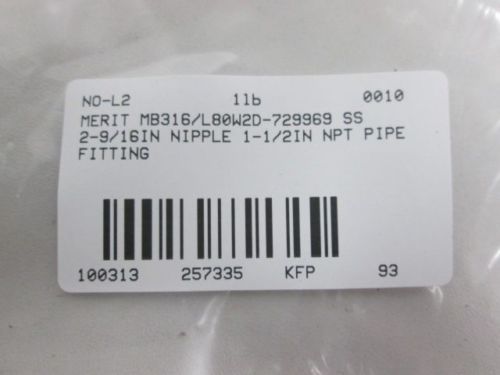 NO-L2 1lb 0010
MERIT MB316/L80W2D-729969 SS
2-9/16IN NIPPLE 1-1/2IN NPT PIPE
FITTING
100313 257335 KFP 93